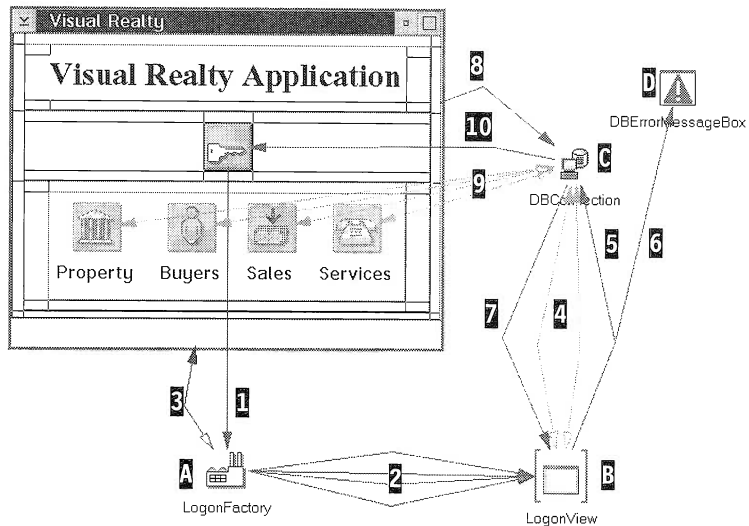 Visual Realty
Visual Realty Application
8
D
DBErrorMessageBox
10
C
9
DBConnection
Property Buyers Sales Services
5
6
7
4
3
1
A
2
B
LogonFactory
LogonView